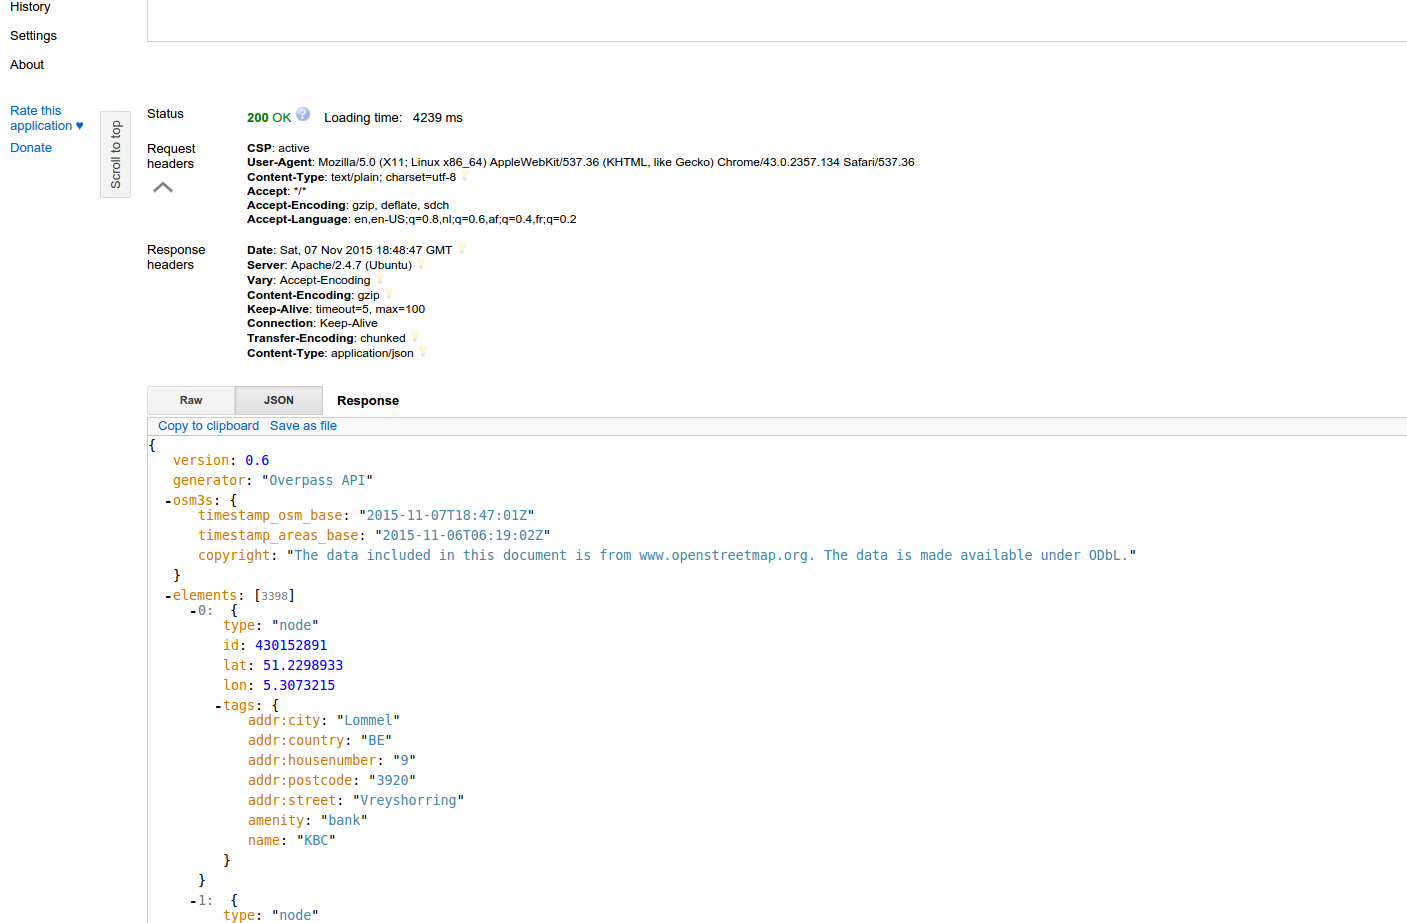 History
Settings
About
Rate this
application ♥
Donate
Scroll to top
Status
200 OK ? Loading time: 4239 ms
Request
headers
CSP: active
User-Agent: Mozilla/5.0 (X11; Linux x86_64) AppleWebKit/537.36 (KHTML, like Gecko) Chrome/43.0.2357.134 Safari/537.36
Content-Type: text/plain; charset=utf-8
Accept: */*
Accept-Encoding: gzip, deflate, sdch
Accept-Language: en,en-US;q=0.8,nl;q=0.6,af;q=0.4,fr;q=0.2
Response
headers
Date: Sat, 07 Nov 2015 18:48:47 GMT
Server: Apache/2.4.7 (Ubuntu)
Vary: Accept-Encoding
Content-Encoding: gzip
Keep-Alive: timeout=5, max=100
Connection: Keep-Alive
Transfer-Encoding: chunked
Content-Type: application/json
Raw JSON Response
Copy to clipboard Save as file
{
version: 0.6
generator: "Overpass API"
-osm3s: {
timestamp_osm_base: "2015-11-07T18:47:01Z"
timestamp_areas_base: "2015-11-06T06:19:02Z"
copyright: "The data included in this document is from www.openstreetmap.org. The data is made available under ODbL."
}
-elements: [3398]
-0: {
type: "node"
id: 430152891
lat: 51.2298933
lon: 5.3073215
-tags: {
addr:city: "Lommel"
addr:country: "BE"
addr:housenumber: "9"
addr:postcode: "3920"
addr:street: "Vreyshorring"
amenity: "bank"
name: "KBC"
}
}
-1: {
type: "node"